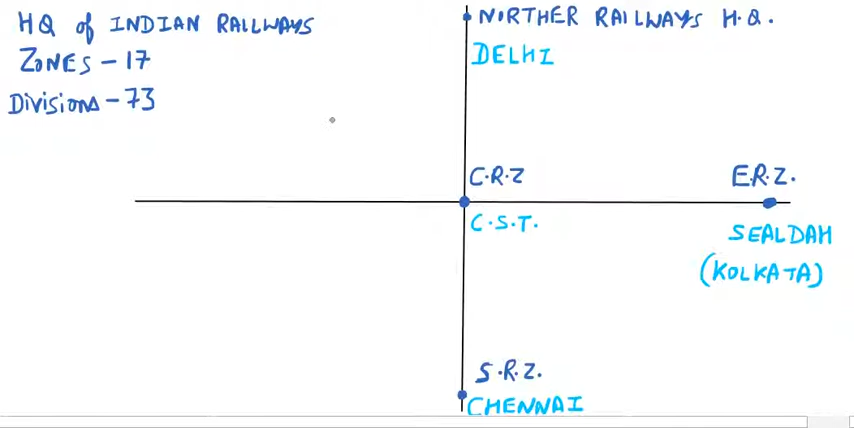 HQ of INDIAN RAILWAYS
ZONES - 17
Divisions - 73
NORTHER RAILWAYS H.Q.
DELHI
C.R.Z
C.S.T.
E.R.Z.
SEALDAH
(KOLKATA)
S.R.Z.
CHENNAI